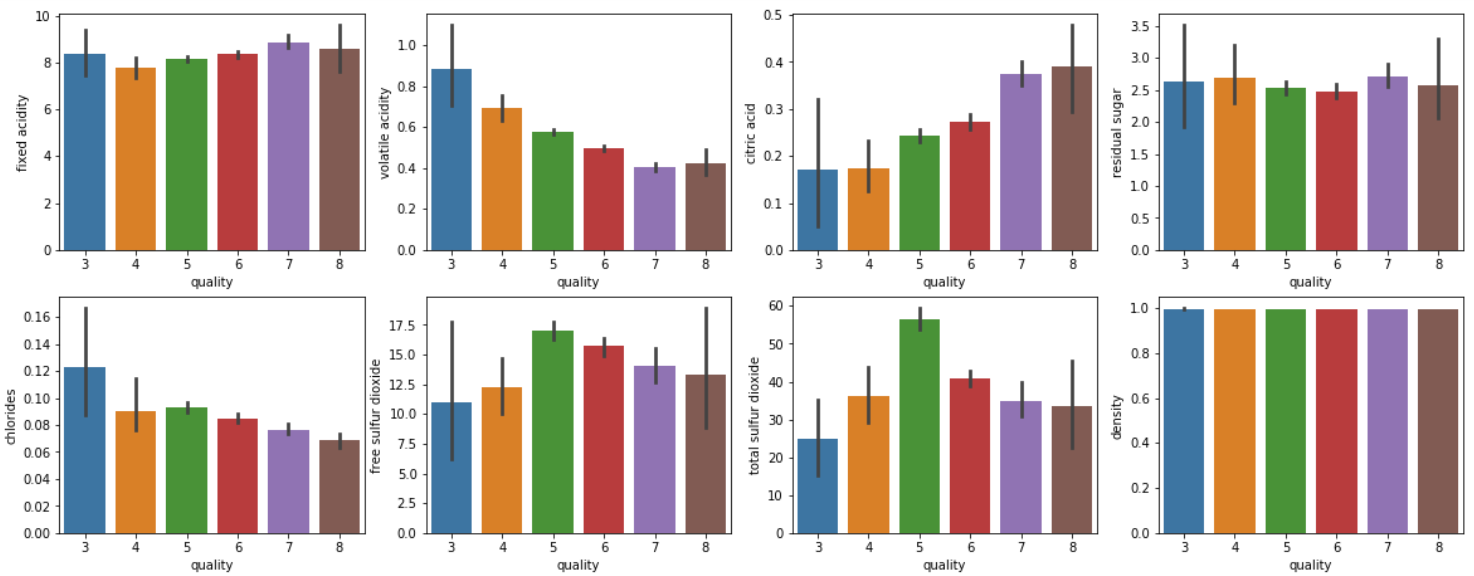 10
8
6
4
2
0
fixed acidity
3 4 5 6 7 8
quality
1.0
0.8
0.6
0.4
0.2
0.0
volatile acidity
3 4 5 6 7 8
quality
0.5
0.4
0.3
0.2
0.1
0.0
citric acid
3 4 5 6 7 8
quality
3.5
3.0
2.5
2.0
1.5
1.0
0.5
0.0
residual sugar
3 4 5 6 7 8
quality
0.16
0.14
0.12
0.10
0.08
0.06
0.04
0.02
0.00
chlorides
3 4 5 6 7 8
quality
17.5
15.0
12.5
10.0
7.5
5.0
2.5
0.0
free sulfur dioxide
3 4 5 6 7 8
quality
60
50
40
30
20
10
0
total sulfur dioxide
3 4 5 6 7 8
quality
1.0
0.8
0.6
0.4
0.2
0.0
density
3 4 5 6 7 8
quality